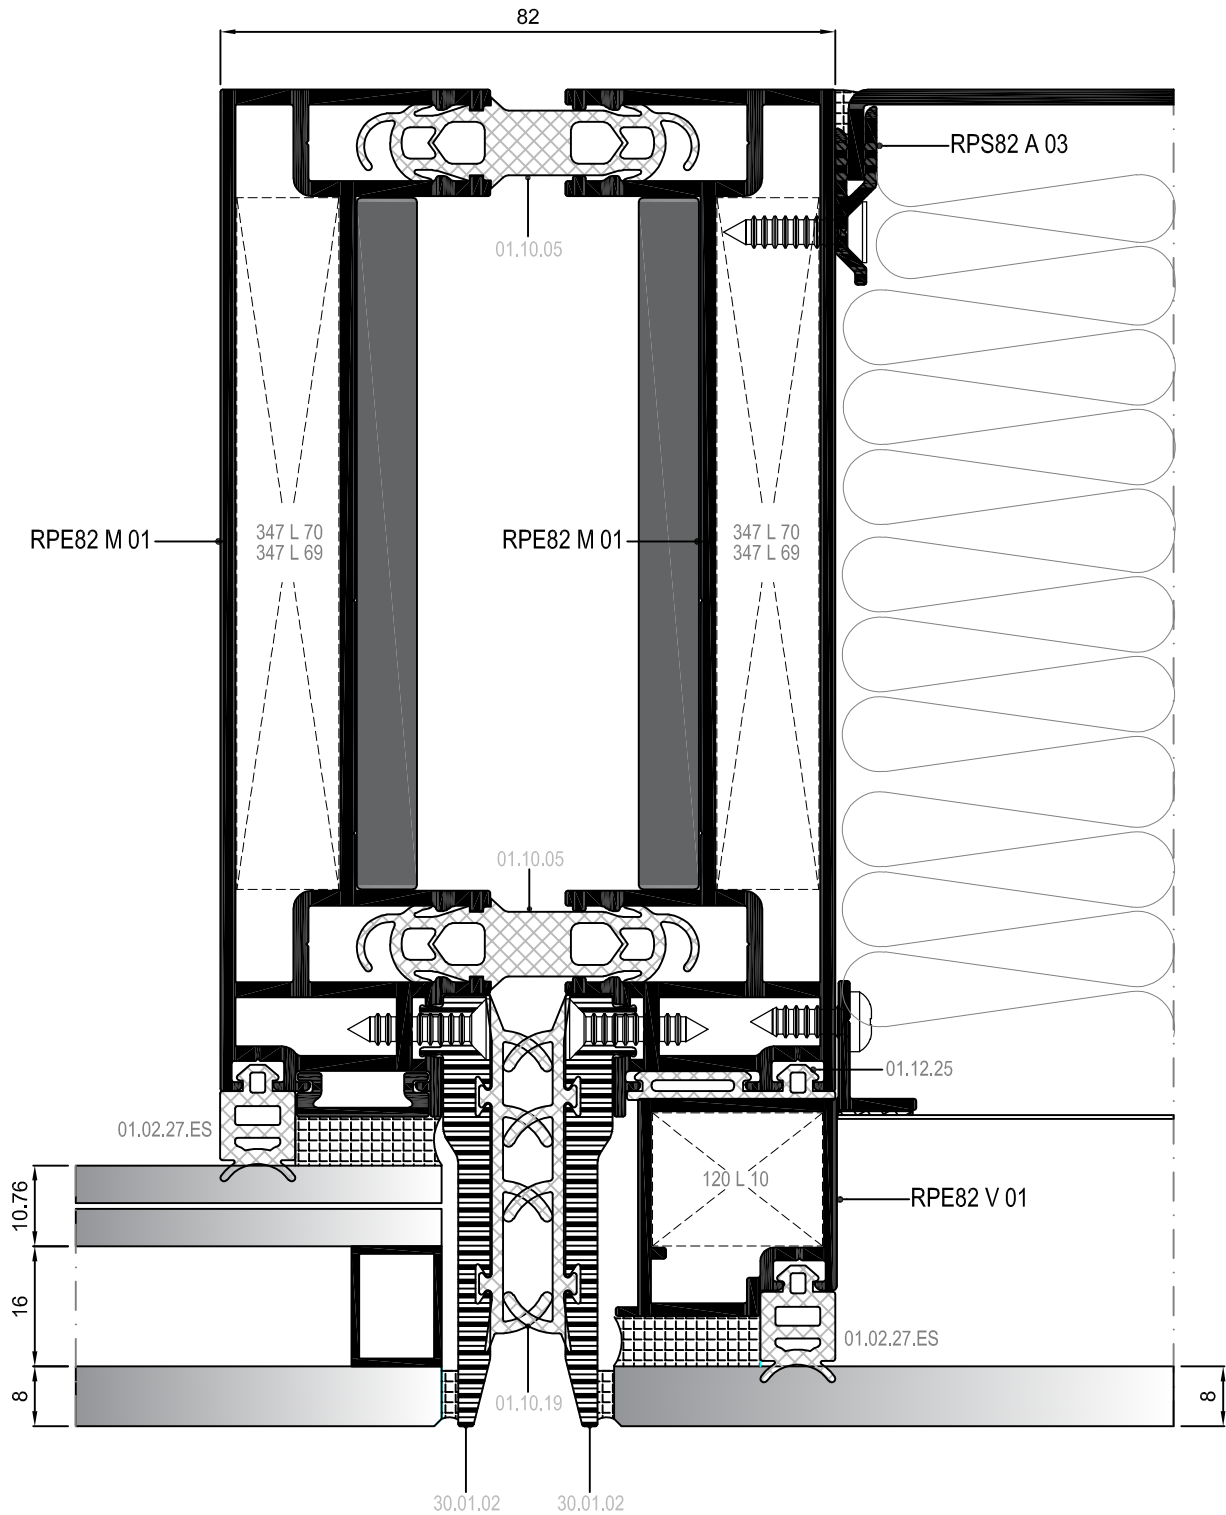 82
RPS82 A 03
01.10.05
RPE82 M 01
347 L 70
347 L 69
RPE82 M 01
347 L 70
347 L 69
01.10.05
01.12.25
01.02.27.ES
120 L 10
RPE82 V 01
10.76
16
8
01.02.27.ES
01.10.19
8
30.01.02
30.01.02